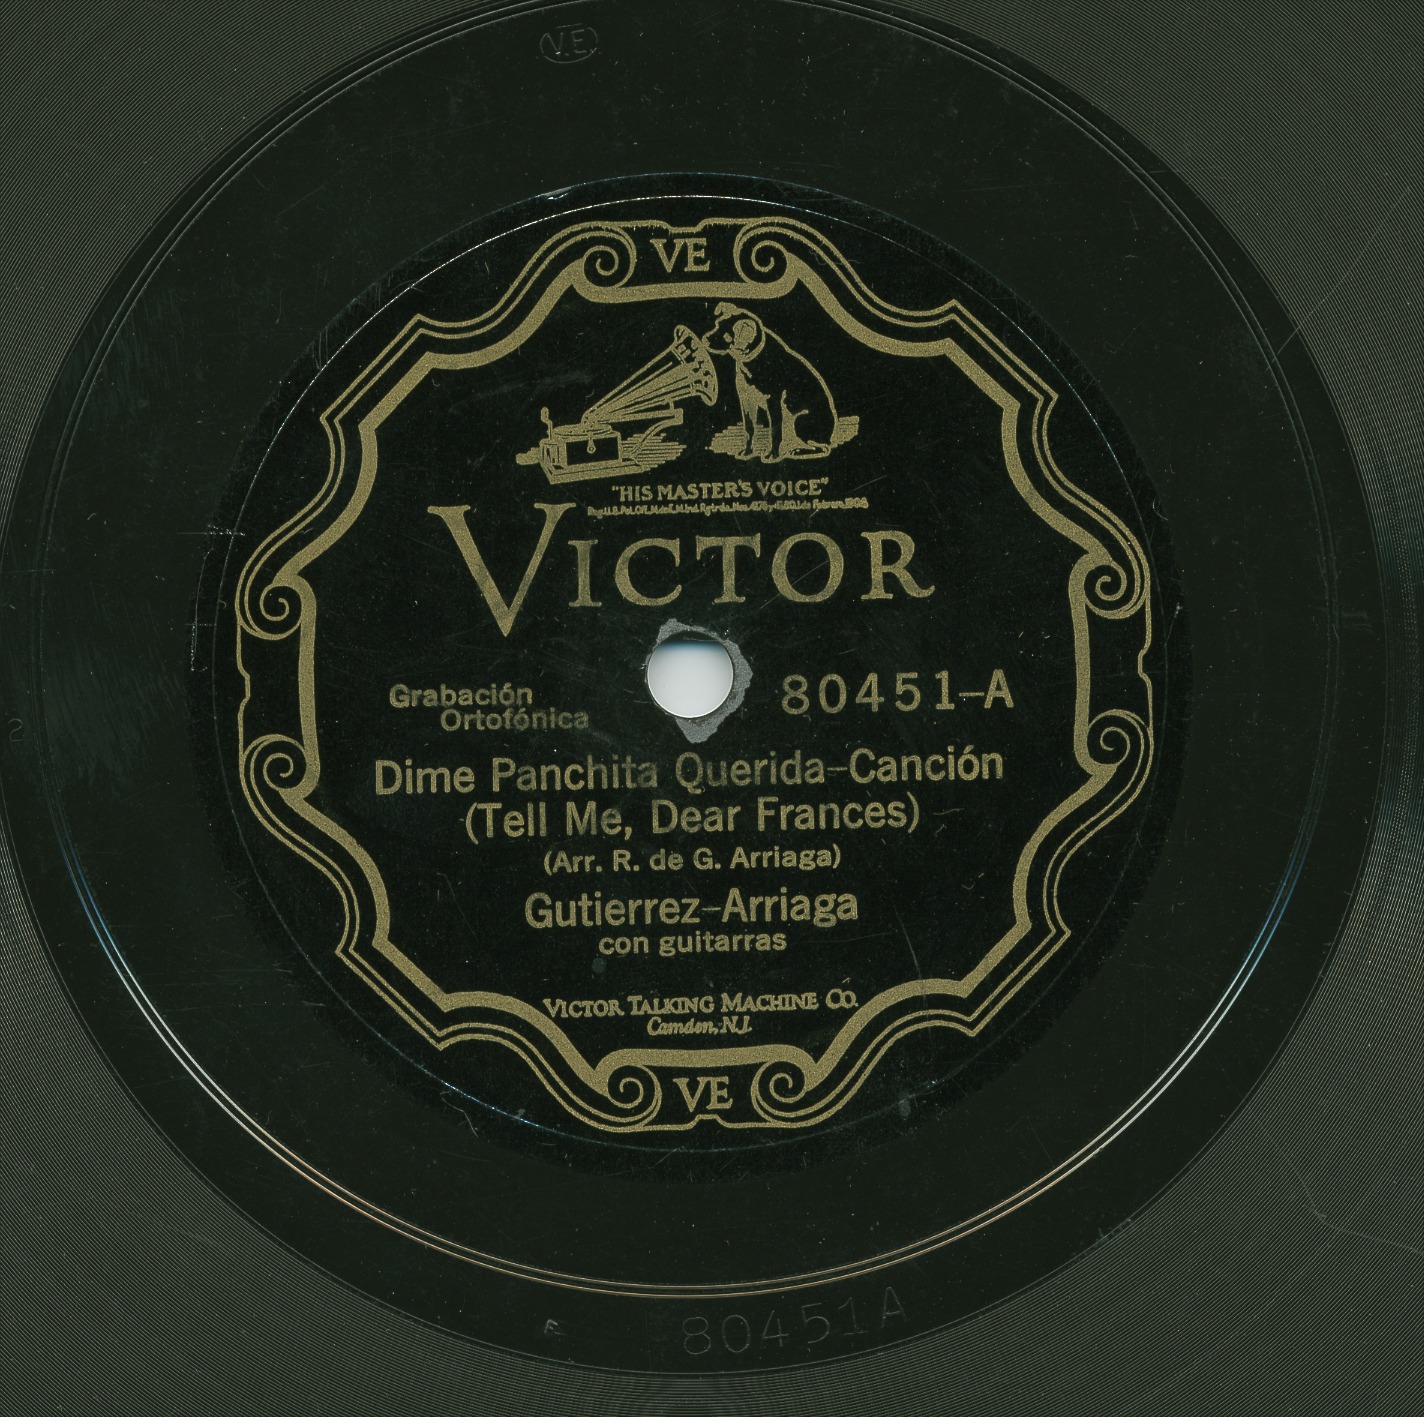 V.E.
VE
"HIS MASTER'S VOICE"
VICTOR
80451-A
Grabación
Ortofónica
Dime Panchita Querida-Canción
(Tell Me, Dear Frances)
(Arr. R. de G. Arriaga)
Gutierrez-Arriaga
con guitarras
VICTOR TALKING MACHINE CO.
Camden, N.J.
VE
80451A